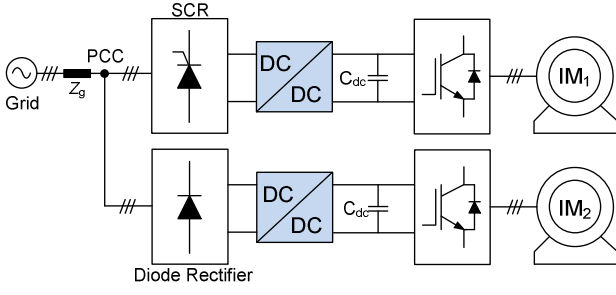 SCR
PCC
Grid
Zg
DC
DC
Cdc
IM1
DC
DC
Cdc
IM2
Diode Rectifier